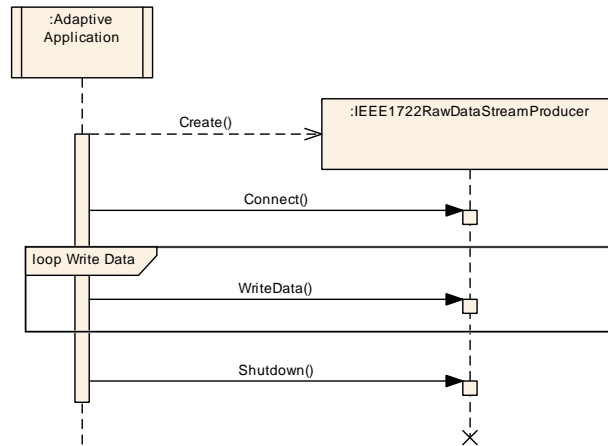 :Adaptive
Application
:IEEE1722RawDataStreamProducer
Create()
Connect()
loop Write Data
WriteData()
Shutdown()